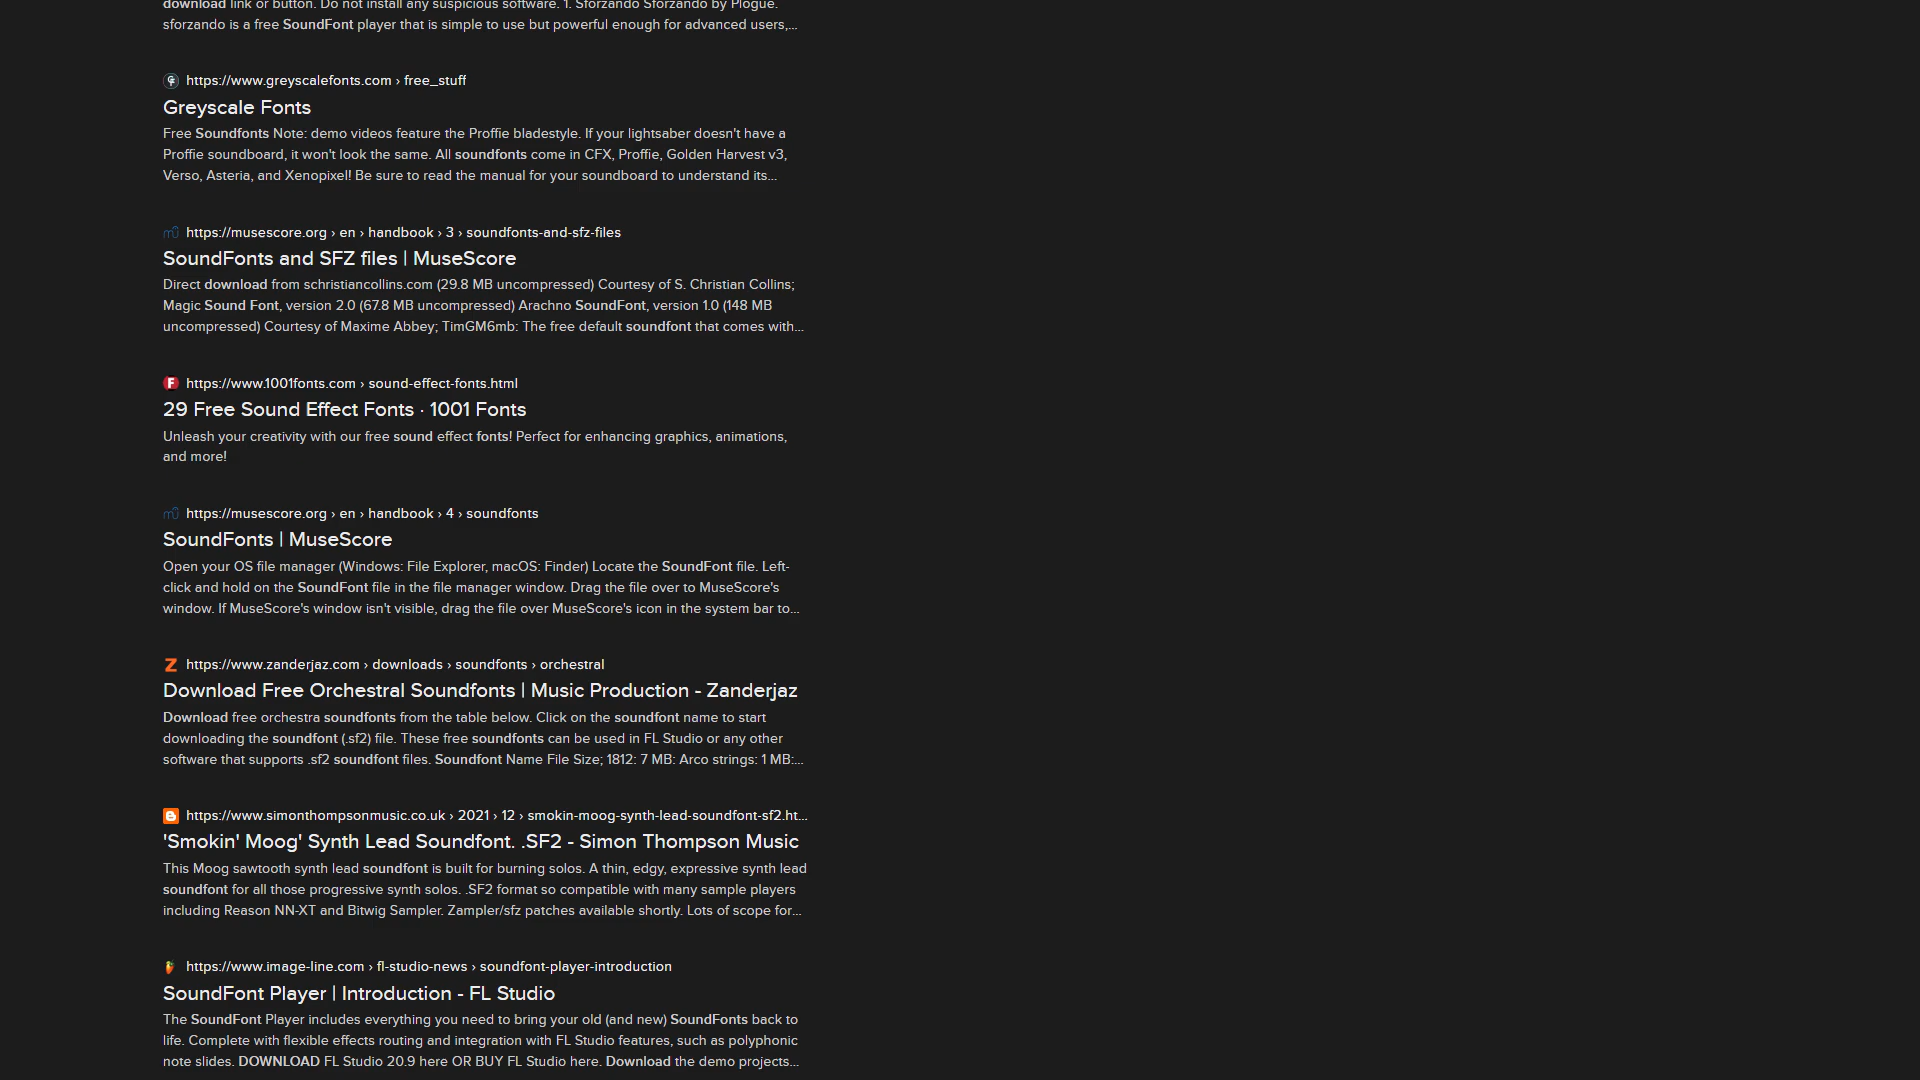 download link or button. Do not install any suspicious software. 1. Sforzando Sforzando by Plogue.
sforzando is a free SoundFont player that is simple to use but powerful enough for advanced users,...
https://www.greyscalefonts.com › free_stuff
Greyscale Fonts
Free Soundfonts Note: demo videos feature the Proffie bladestyle. If your lightsaber doesn't have a
Proffie soundboard, it won't look the same. All soundfonts come in CFX, Proffie, Golden Harvest v3,
Verso, Asteria, and Xenopixel! Be sure to read the manual for your soundboard to understand its...
https://musescore.org › en › handbook › 3 › soundfonts-and-sfz-files
SoundFonts and SFZ files | MuseScore
Direct download from schristiancollins.com (29.8 MB uncompressed) Courtesy of S. Christian Collins;
Magic Sound Font, version 2.0 (67.8 MB uncompressed) Arachno SoundFont, version 1.0 (148 MB
uncompressed) Courtesy of Maxime Abbey; TimGM6mb: The free default soundfont that comes with...
F https://www.1001fonts.com › sound-effect-fonts.html
29 Free Sound Effect Fonts · 1001 Fonts
Unleash your creativity with our free sound effect fonts! Perfect for enhancing graphics, animations,
and more!
https://musescore.org › en › handbook › 4 › soundfonts
SoundFonts | MuseScore
Open your OS file manager (Windows: File Explorer, macOS: Finder) Locate the SoundFont file. Left-
click and hold on the SoundFont file in the file manager window. Drag the file over to MuseScore's
window. If MuseScore's window isn't visible, drag the file over MuseScore's icon in the system bar to...
Z https://www.zanderjaz.com › downloads › soundfonts › orchestral
Download Free Orchestral Soundfonts | Music Production - Zanderjaz
Download free orchestra soundfonts from the table below. Click on the soundfont name to start
downloading the soundfont (.sf2) file. These free soundfonts can be used in FL Studio or any other
software that supports .sf2 soundfont files. Soundfont Name File Size; 1812: 7 MB: Arco strings: 1 MB:...
https://www.simonthompsonmusic.co.uk › 2021 › 12 › smokin-moog-synth-lead-soundfont-sf2.ht...
'Smokin' Moog' Synth Lead Soundfont. .SF2 - Simon Thompson Music
This Moog sawtooth synth lead soundfont is built for burning solos. A thin, edgy, expressive synth lead
soundfont for all those progressive synth solos. .SF2 format so compatible with many sample players
including Reason NN-XT and Bitwig Sampler. Zampler/sfz patches available shortly. Lots of scope for...
https://www.image-line.com › fl-studio-news › soundfont-player-introduction
SoundFont Player | Introduction - FL Studio
The SoundFont Player includes everything you need to bring your old (and new) SoundFonts back to
life. Complete with flexible effects routing and integration with FL Studio features, such as polyphonic
note slides. DOWNLOAD FL Studio 20.9 here OR BUY FL Studio here. Download the demo projects...